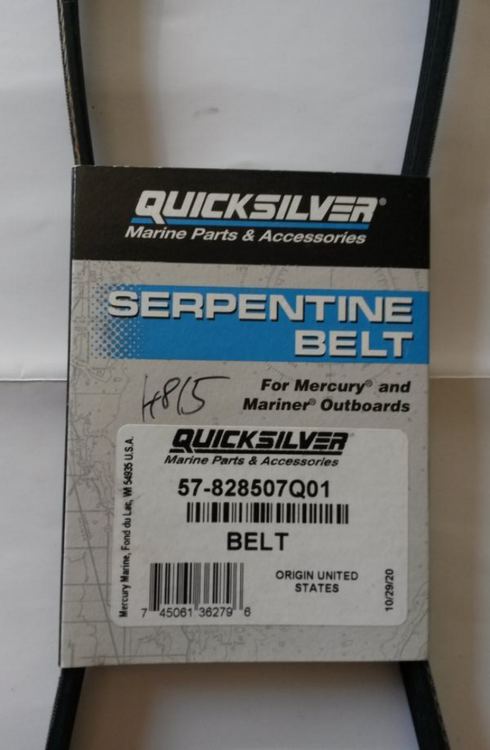 QUICKSILVER®
Marine Parts & Accessories
SERPENTINE
BELT
For Mercury® and
Mariner® Outboards
4815
QUICKSILVER®
Marine Parts & Accessories
57-828507Q01
BELT
ORIGIN UNITED
STATES
7 45061 36279 6
Mercury Marine, Fond du Lac, WI 54935 U.S.A.
10/29/20